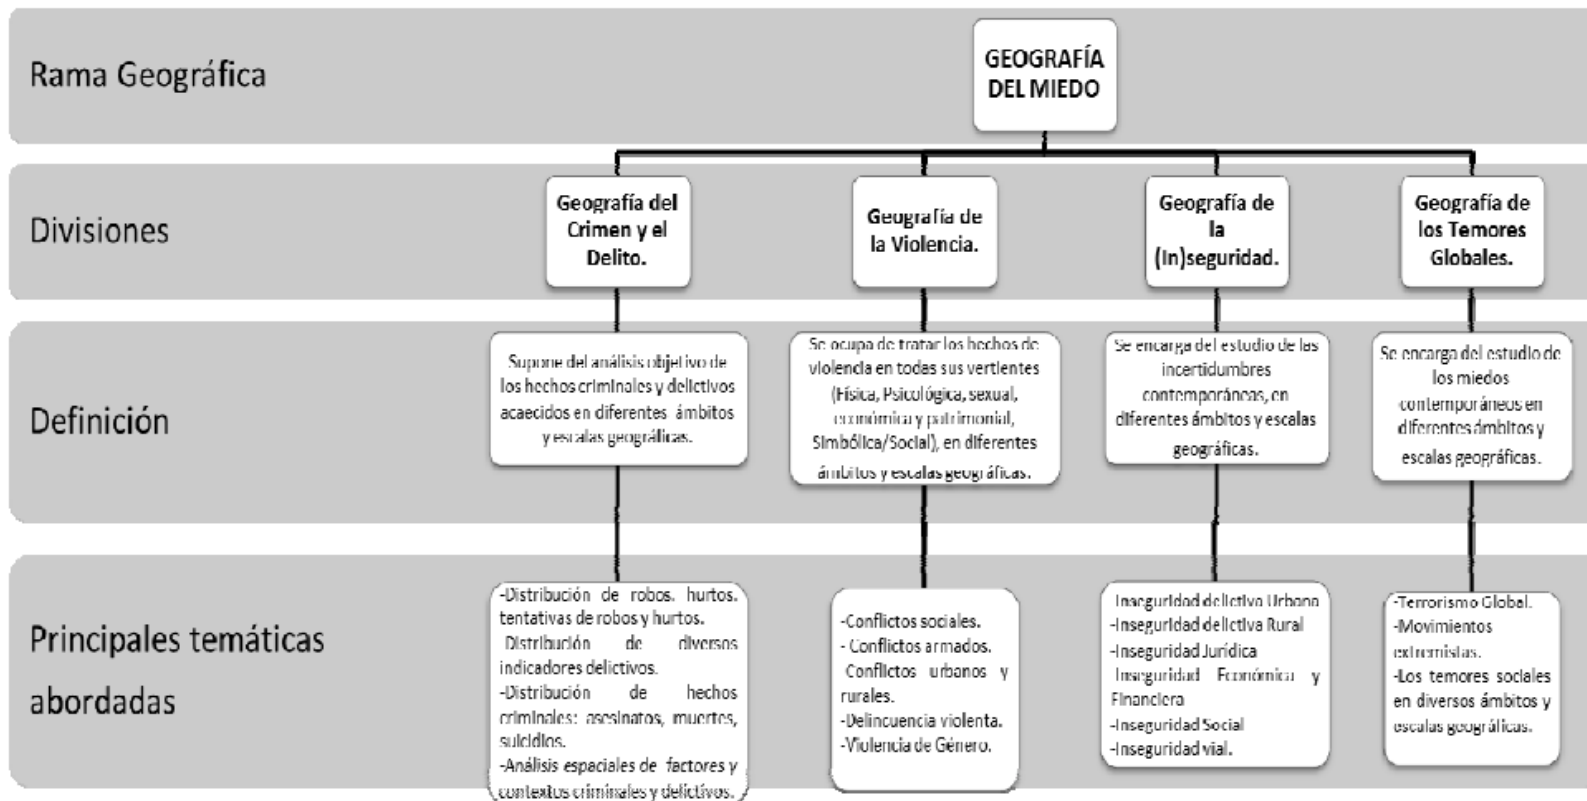 Rama Geográfica
GEOGRAFÍA
DEL MIEDO
Divisiones
Geografía del
Crimen y el
Delito.
Geografía de
la Violencia.
Geografía de
la
(In)seguridad.
Geografía de
los Temores
Globales.
Definición
Supone del análisis objetivo de
los hechos criminales y delictivos
acaecidos en diferentes ámbitos
y escalas geográficas.
Se ocupa de tratar los hechos de
violencia en todas sus vertientes
(Física, Psicológica, sexual,
económica y patrimonial,
Simbólica/Social), en diferentes
ámbitos y escalas geográficas.
Se encarga del estudio de las
incertidumbres
contemporáneas, en
diferentes ámbitos y escalas
geográficas.
Se encarga del estudio de
los miedos
contemporáneos en
diferentes ámbitos y
escalas geográficas.
Principales temáticas
abordadas
-Distribución de robos, hurtos,
tentativas de robos y hurtos.
-Distribución de diversos
indicadores delictivos.
-Distribución de hechos
criminales: asesinatos, muertes,
suicidios.
-Análisis espaciales de factores y
contextos criminales y delictivos.
-Conflictos sociales.
- Conflictos armados.
-Conflictos urbanos y
rurales.
-Delincuencia violenta.
-Violencia de Género.
-Inseguridad delictiva Urbano
-Inseguridad delictiva Rural
-Inseguridad Jurídica
-Inseguridad Económica y
Financiera
-Inseguridad Social
-Inseguridad vial.
-Terrorismo Global.
-Movimientos
extremistas.
-Los temores sociales
en diversos ámbitos y
escalas geográficas.